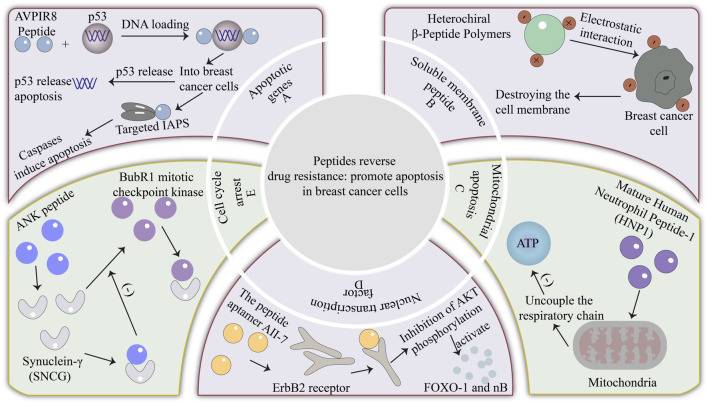 AVPIR8
Peptide
+
p53
DNA loading
p53 release
Into breast
cancer cells
p53 release
apoptosis
Targeted IAPS
Caspases
induce apoptosis
Apoptotic
genes
A
Heterochiral
β-Peptide Polymers
Electrostatic
interaction
Destroying the
cell membrane
Breast cancer
cell
Soluble membrane
peptide
B
Peptides reverse
drug resistance: promote apoptosis
in breast cancer cells
Mitochondrial
apoptosis
C
Mature Human
Neutrophil Peptide-1
(HNP1)
ATP
(-)
Uncouple the
respiratory chain
Mitochondria
Nuclear transcription
factor
D
The peptide
aptamer AII-7
ErbB2 receptor
Inhibition of AKT
phosphorylation
activate
FOXO-1 and nB
Cell cycle
arrest
E
ANK peptide
BubR1 mitotic
checkpoint kinase
(-)
Synuclein-γ
(SNCG)